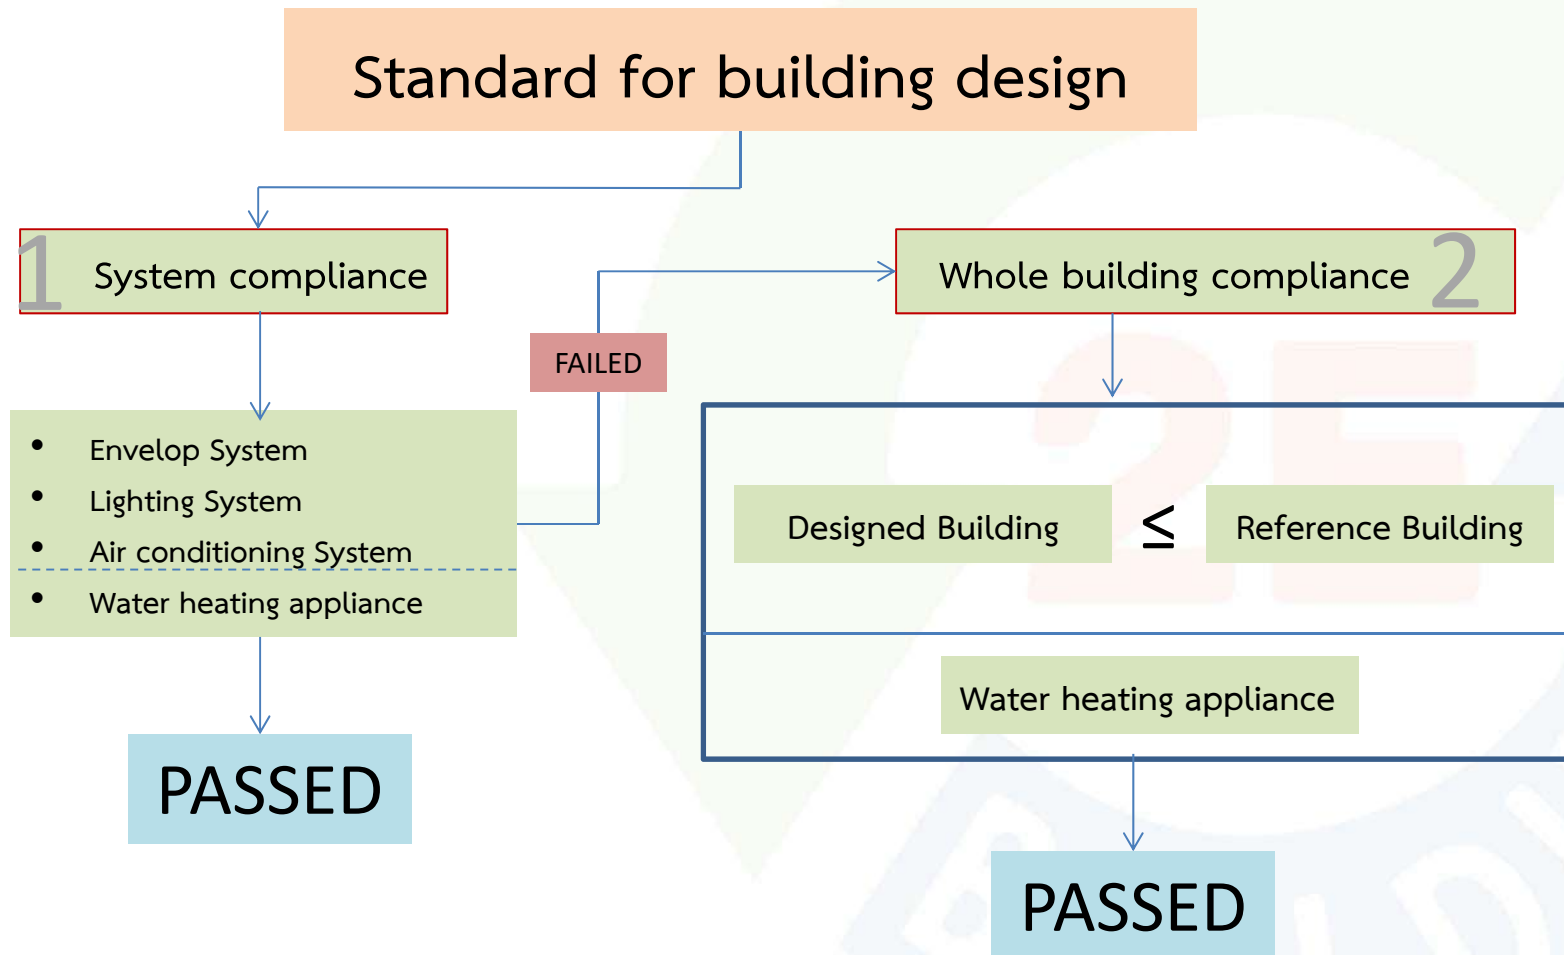 Standard for building design
1 System compliance
Whole building compliance 2
FAILED
• Envelop System
• Lighting System
• Air conditioning System
• Water heating appliance
Designed Building ≤ Reference Building
Water heating appliance
PASSED
PASSED
2E